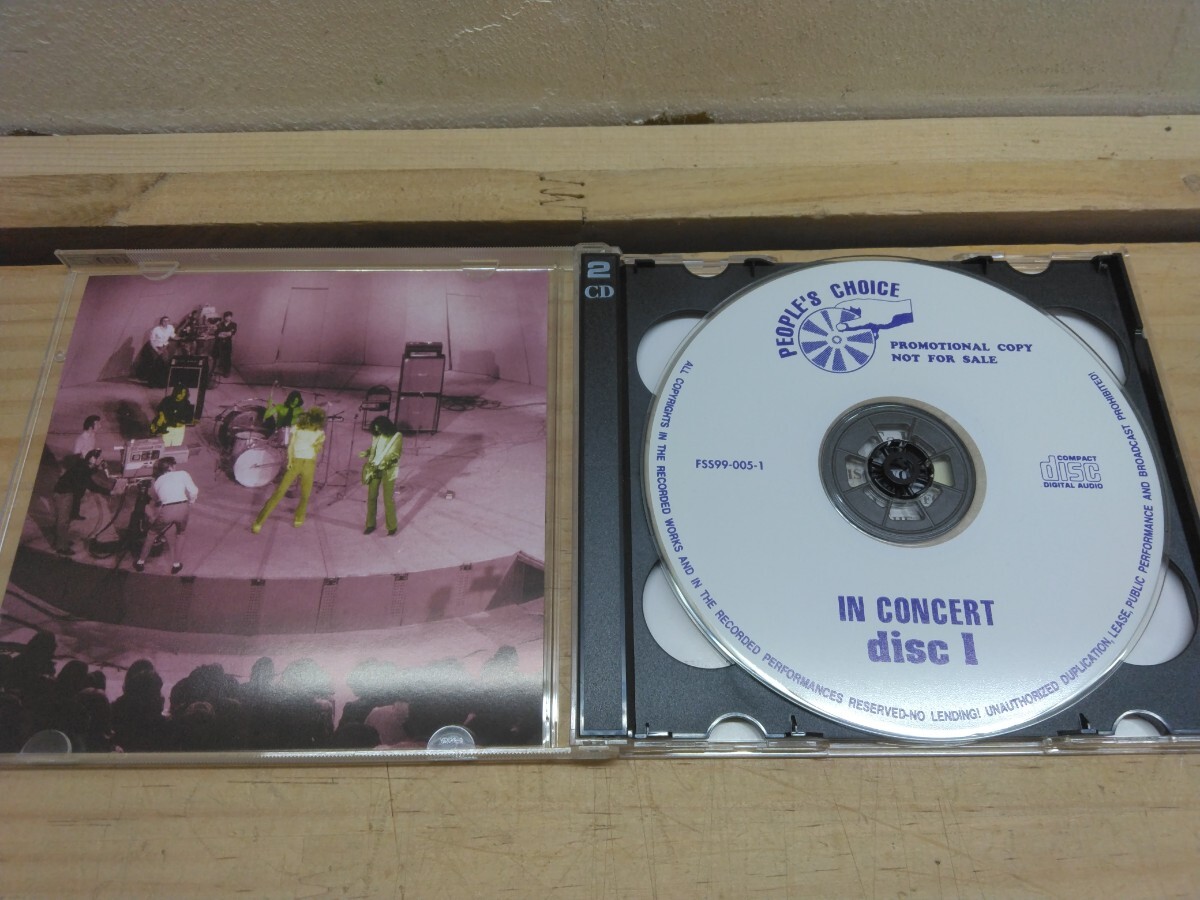 2
CD
PEOPLE'S CHOICE
PROMOTIONAL COPY
NOT FOR SALE
FSS99-005-1
COMPACT
disc
DIGITAL AUDIO
IN CONCERT
disc 1
ALL COPYRIGHTS IN THE RECORDED WORKS AND IN THE RECORDED PERFORMANCES RESERVED-NO LENDING! UNAUTHORIZED DUPLICATION, LEASE, PUBLIC PERFORMANCE AND BROADCAST PROHIBITED!